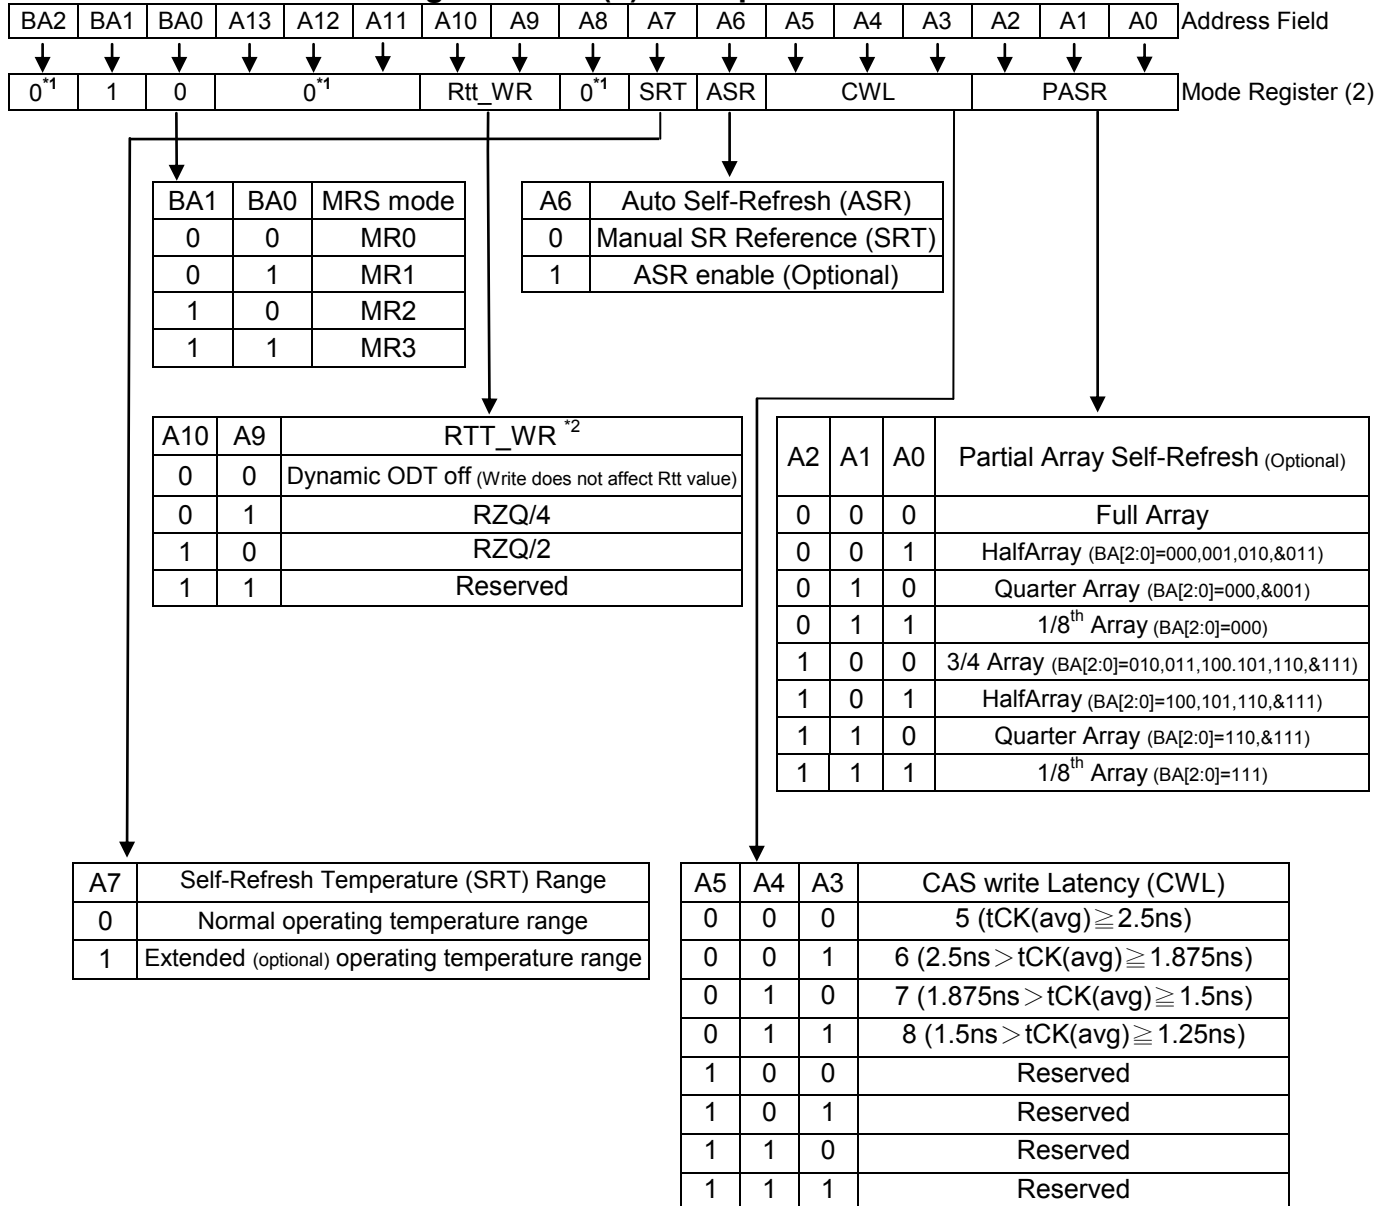 BA2 BA1 BA0 A13 A12 A11 A10 A9 A8 A7 A6 A5 A4 A3 A2 A1 A0 Address Field
0*1 1 0 0*1 Rtt_WR 0*1 SRT ASR CWL PASR Mode Register (2)
BA1 BA0 MRS mode
0 0 MR0
0 1 MR1
1 0 MR2
1 1 MR3
A6 Auto Self-Refresh (ASR)
0 Manual SR Reference (SRT)
1 ASR enable (Optional)
A10 A9 RTT_WR *2
0 0 Dynamic ODT off (Write does not affect Rtt value)
0 1 RZQ/4
1 0 RZQ/2
1 1 Reserved
A2 A1 A0 Partial Array Self-Refresh (Optional)
0 0 0 Full Array
0 0 1 HalfArray (BA[2:0]=000,001,010,&011)
0 1 0 Quarter Array (BA[2:0]=000,&001)
0 1 1 1/8th Array (BA[2:0]=000)
1 0 0 3/4 Array (BA[2:0]=010,011,100.101,110,&111)
1 0 1 HalfArray (BA[2:0]=100,101,110,&111)
1 1 0 Quarter Array (BA[2:0]=110,&111)
1 1 1 1/8th Array (BA[2:0]=111)
A7 Self-Refresh Temperature (SRT) Range
0 Normal operating temperature range
1 Extended (optional) operating temperature range
A5 A4 A3 CAS write Latency (CWL)
0 0 0 5 (tCK(avg)≧2.5ns)
0 0 1 6 (2.5ns>tCK(avg)≧1.875ns)
0 1 0 7 (1.875ns>tCK(avg)≧1.5ns)
0 1 1 8 (1.5ns>tCK(avg)≧1.25ns)
1 0 0 Reserved
1 0 1 Reserved
1 1 0 Reserved
1 1 1 Reserved